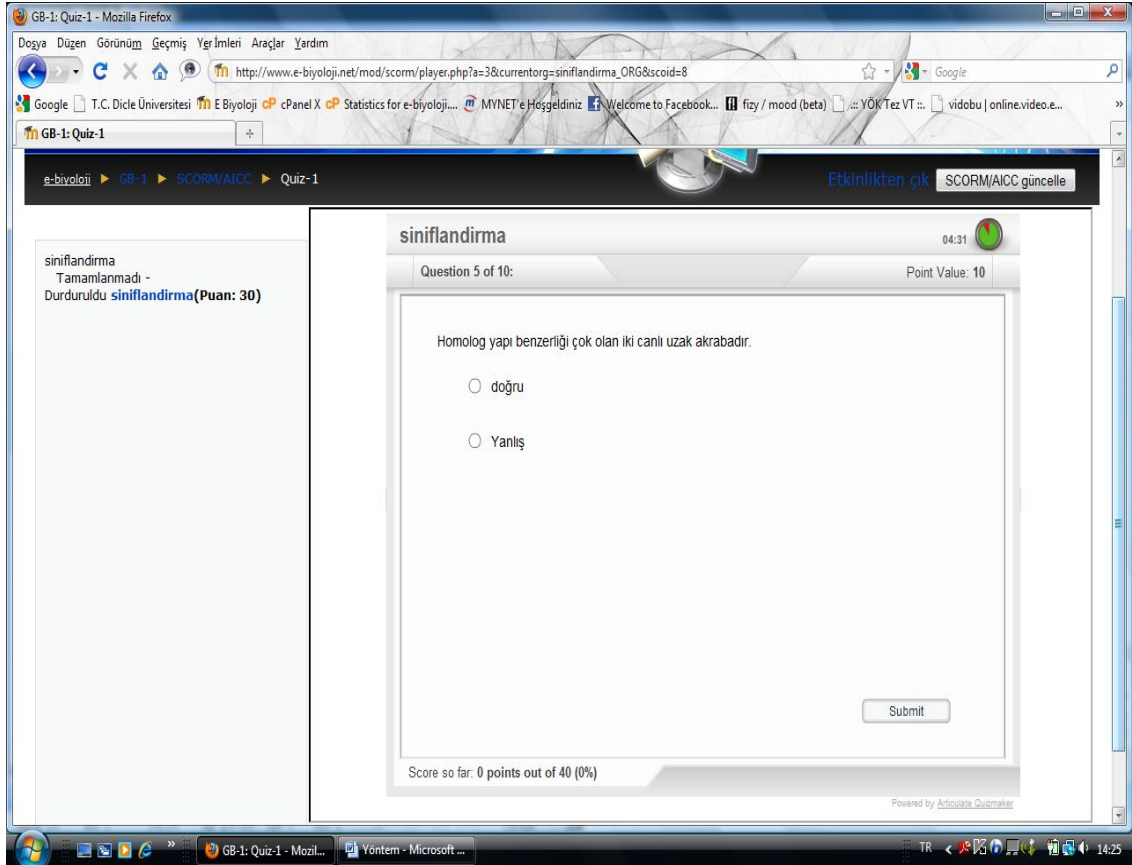 GB-1: Quiz-1 - Mozilla Firefox
Dosya Düzen Görünüm Geçmiş Yer İmleri Araçlar Yardım
http://www.e-biyoloji.net/mod/scorm/player.php?a=3&currentorg=siniflandirma_ORG&scoid=8
Google
Google T.C. Dicle Üniversitesi E Biyoloji cPanel X Statistics for e-biyoloji.... MYNET'e Hoşgeldiniz Welcome to Facebook... fizy / mood (beta) .:: YÖK Tez VT ::. vidobu | online.video.e... »
GB-1: Quiz-1
e-biyoloji ► GB-1 ► SCORM/AICC ► Quiz-1
Etkinlikten çık SCORM/AICC güncelle
siniflandirma
Tamamlanmadı -
Durduruldu siniflandirma(Puan: 30)
siniflandirma
04:31
Question 5 of 10:
Point Value: 10
Homolog yapı benzerliği çok olan iki canlı uzak akrabadır.
doğru
Yanlış
Submit
Score so far: 0 points out of 40 (0%)
Powered by Articulate Quizmaker
GB-1: Quiz-1 - Mozil... Yöntem - Microsoft ... TR 14:25